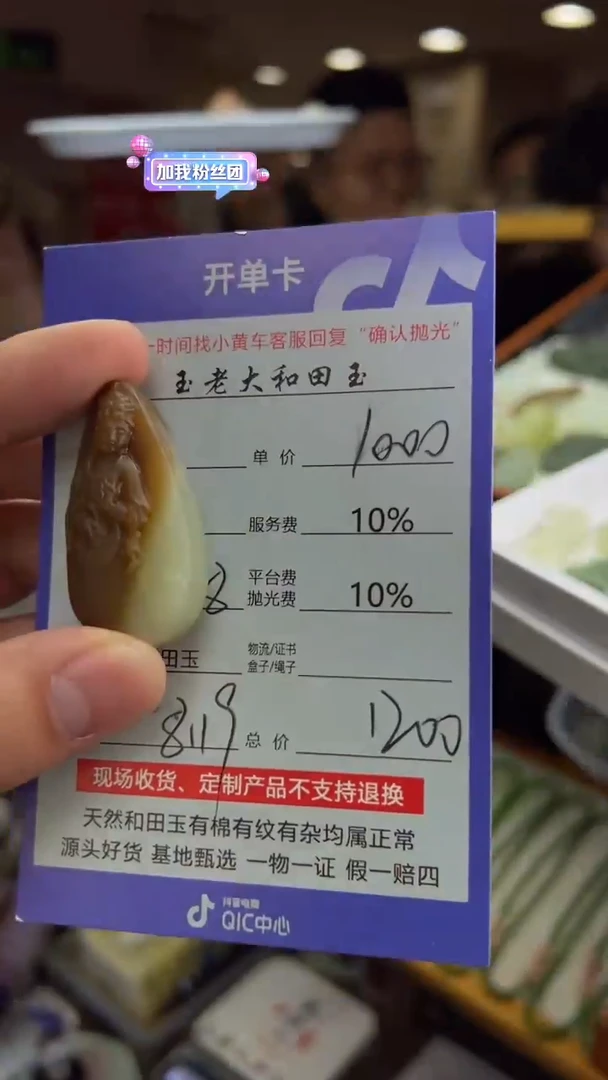 加我粉丝团
开单卡
一时间找小黄车客服回复“确认抛光”
玉老大和田玉
单价 1000
服务费 10%
8 平台费 抛光费 10%
田玉 物流/证书 盒子/绳子
8119 总价 1200
现场收货、定制产品不支持退换
天然和田玉有棉有纹有杂均属正常
源头好货 基地甄选 一物一证 假一赔四
抖音电商
QIC中心